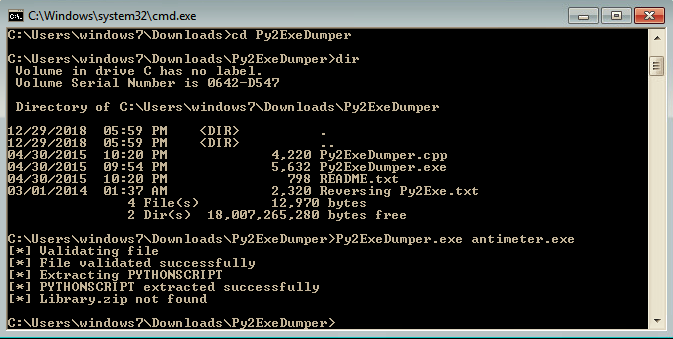 C:\Windows\system32\cmd.exe
C:\Users\windows7\Downloads>cd Py2ExeDumper
C:\Users\windows7\Downloads\Py2ExeDumper>dir
Volume in drive C has no label.
Volume Serial Number is 0642-D547
Directory of C:\Users\windows7\Downloads\Py2ExeDumper
12/29/2018  05:59 PM    <DIR>          .
12/29/2018  05:59 PM    <DIR>          ..
04/30/2015  10:20 PM             4,220 Py2ExeDumper.cpp
04/30/2015  09:54 PM             5,632 Py2ExeDumper.exe
04/30/2015  10:20 PM               798 README.txt
03/01/2014  01:37 AM             2,320 Reversing Py2Exe.txt
4 File(s)         12,970 bytes
2 Dir(s)  18,007,265,280 bytes free
C:\Users\windows7\Downloads\Py2ExeDumper>Py2ExeDumper.exe antimeter.exe
[*] Validating file
[*] File validated successfully
[*] Extracting PYTHONSCRIPT
[*] PYTHONSCRIPT extracted successfully
[*] Library.zip not found
C:\Users\windows7\Downloads\Py2ExeDumper>